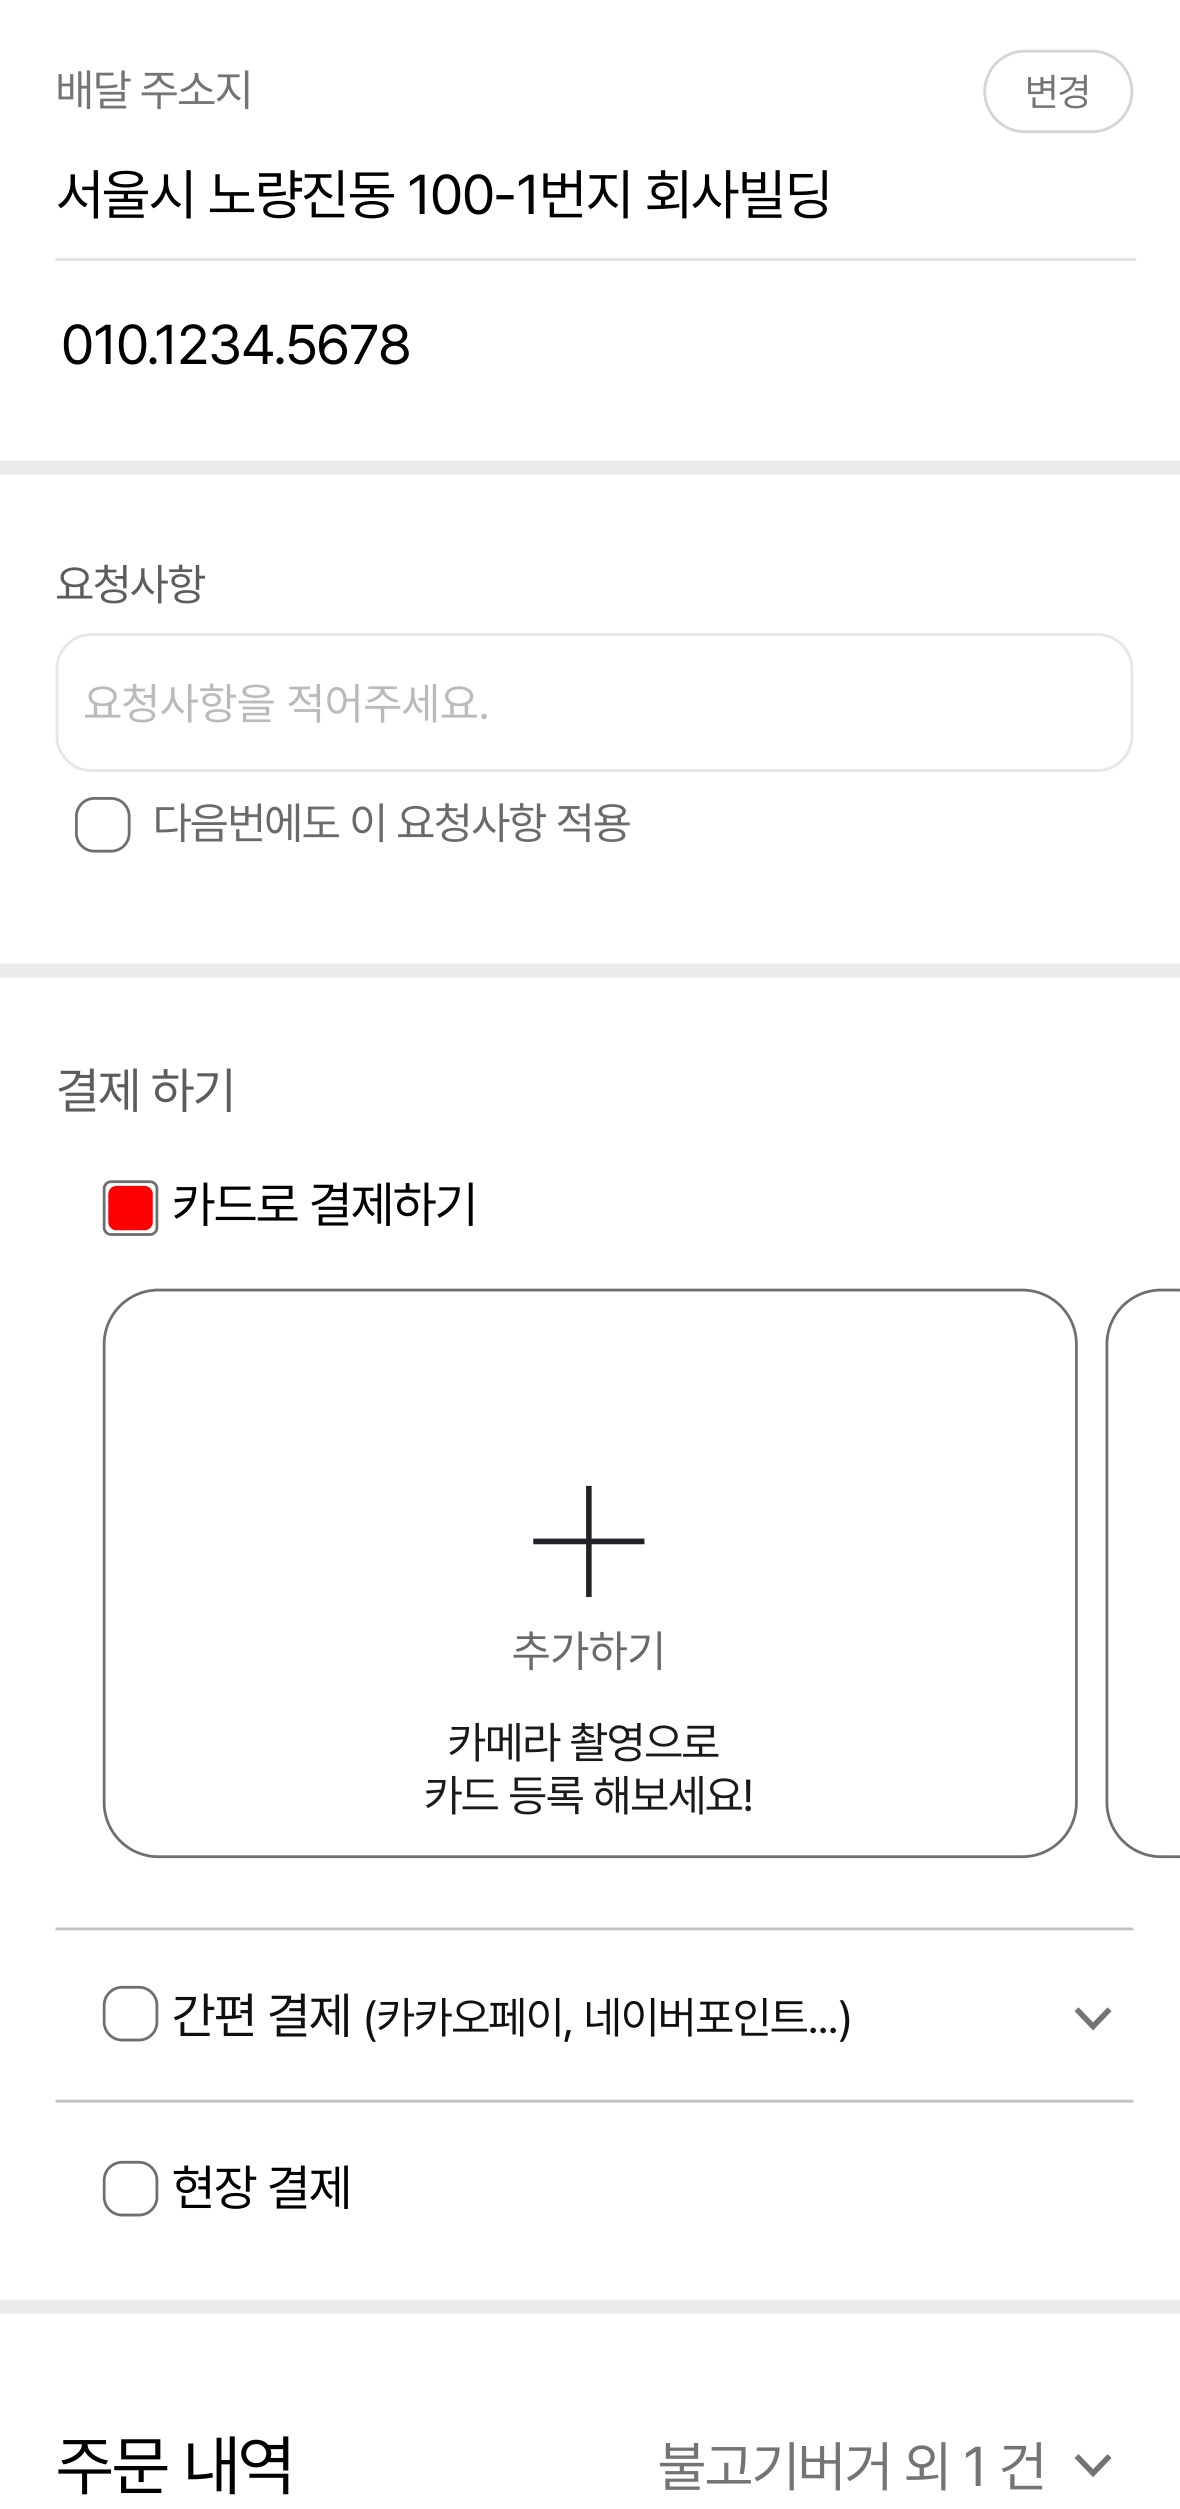 배달 주소지
변경
서울시 노량진동 100-1번지 회사빌딩
010.1234.5678
요청사항
요청사항을 적어주세요.
다음번에도 이 요청사항 적용
결제 하기
카드로 결제하기
추가하기
카메라 촬영으로
카드 등록 해보세요!
간편 결제 (카카오페이, 네이버포인트...)
현장 결제
주문 내역
불고기버거 외 1 건